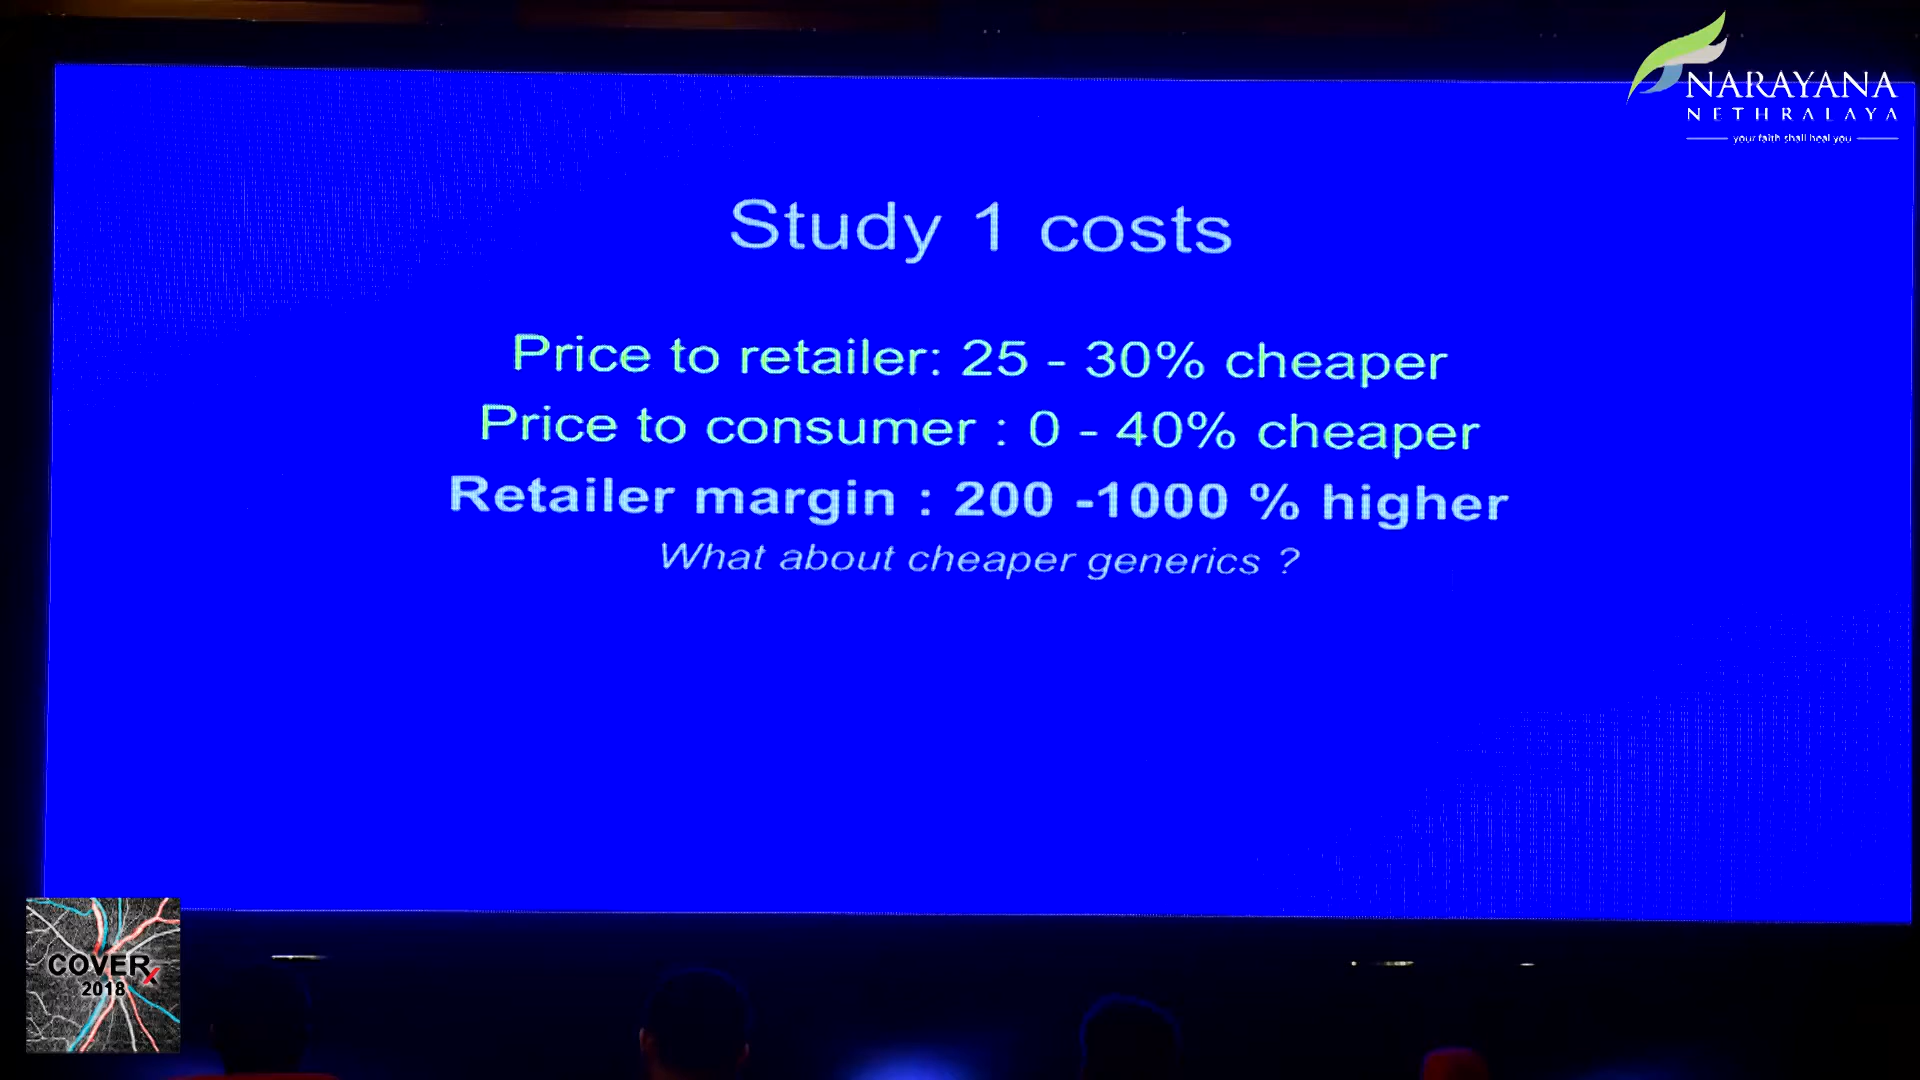 NARAYANA
NETHRALAYA
your faith shall heal you
Study 1 costs
Price to retailer: 25 - 30% cheaper
Price to consumer : 0 - 40% cheaper
Retailer margin : 200 -1000 % higher
What about cheaper generics ?
COVERx
2018